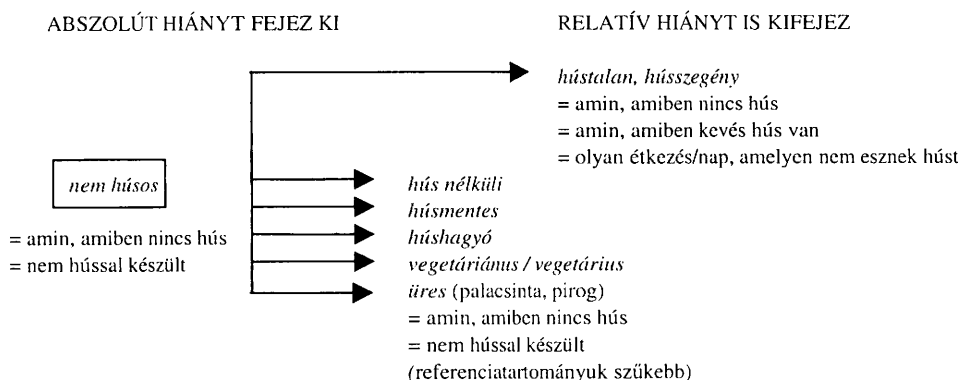 ABSZOLÚT HIÁNYT FEJEZ KI
RELATÍV HIÁNYT IS KIFEJEZ
hústalan, hússzegény
= amin, amiben nincs hús
= amin, amiben kevés hús van
= olyan étkezés/nap, amelyen nem esznek húst
nem húsos
= amin, amiben nincs hús
= nem hússal készült
hús nélküli
húsmentes
húshagyó
vegetáriánus / vegetárius
üres (palacsinta, pirog)
= amin, amiben nincs hús
= nem hússal készült
(referenciatartományuk szűkebb)